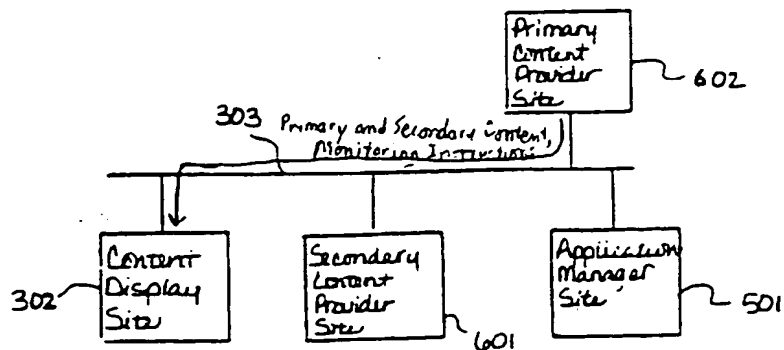 Primary
Content
Provider
Site
602
303
Primary and Secondary Content,
Monitoring Instructions
Content
Display
Site
302
Secondary
Content
Provider
Site
601
Application
Manager
Site
501